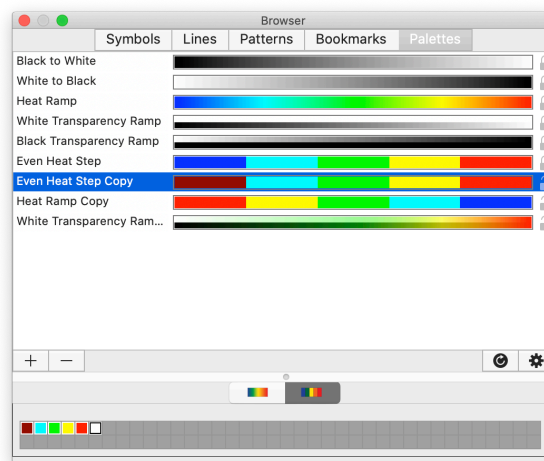 Browser
Symbols Lines Patterns Bookmarks Palettes
Black to White
White to Black
Heat Ramp
White Transparency Ramp
Black Transparency Ramp
Even Heat Step
Even Heat Step Copy
Heat Ramp Copy
White Transparency Ram...